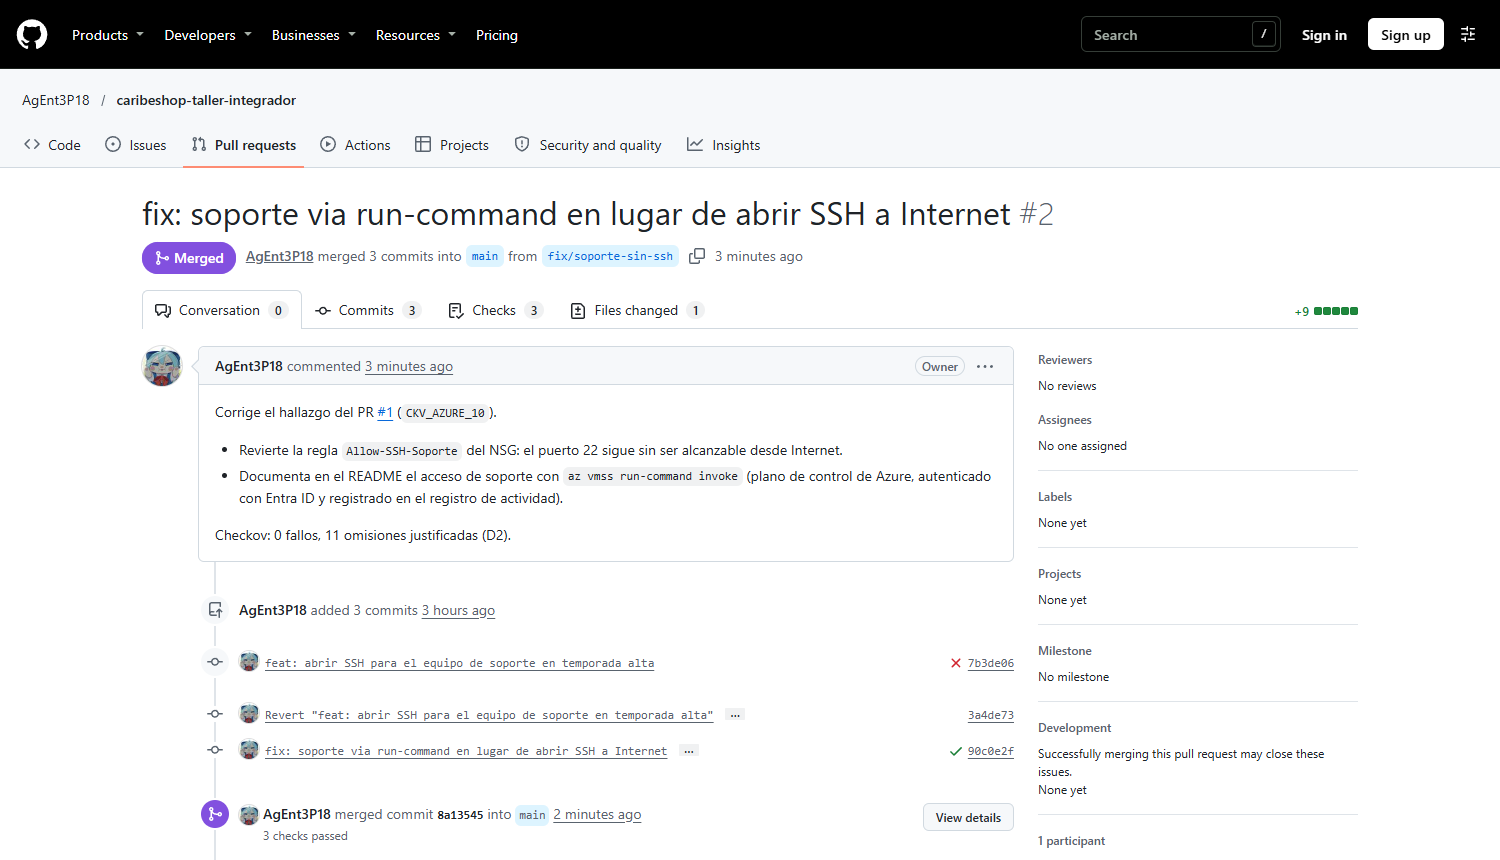 Products Developers Businesses Resources Pricing Search / Sign in Sign up
AgEnt3P18 / caribeshop-taller-integrador
Code Issues Pull requests Actions Projects Security and quality Insights
fix: soporte via run-command en lugar de abrir SSH a Internet #2
Merged AgEnt3P18 merged 3 commits into main from fix/soporte-sin-ssh 3 minutes ago
Conversation 0 Commits 3 Checks 3 Files changed 1
+9
AgEnt3P18 commented 3 minutes ago Owner ...
Corrige el hallazgo del PR #1 ( CKV_AZURE_10 ).
• Revierte la regla Allow-SSH-Soporte del NSG: el puerto 22 sigue sin ser alcanzable desde Internet.
• Documenta en el README el acceso de soporte con az vmss run-command invoke (plano de control de Azure, autenticado
con Entra ID y registrado en el registro de actividad).
Checkov: 0 fallos, 11 omisiones justificadas (D2).
AgEnt3P18 added 3 commits 3 hours ago
feat: abrir SSH para el equipo de soporte en temporada alta 7b3de06
Revert "feat: abrir SSH para el equipo de soporte en temporada alta" ... 3a4de73
fix: soporte via run-command en lugar de abrir SSH a Internet ... 90c0e2f
AgEnt3P18 merged commit 8a13545 into main 2 minutes ago View details
3 checks passed
Reviewers
No reviews
Assignees
No one assigned
Labels
None yet
Projects
None yet
Milestone
No milestone
Development
Successfully merging this pull request may close these
issues.
None yet
1 participant